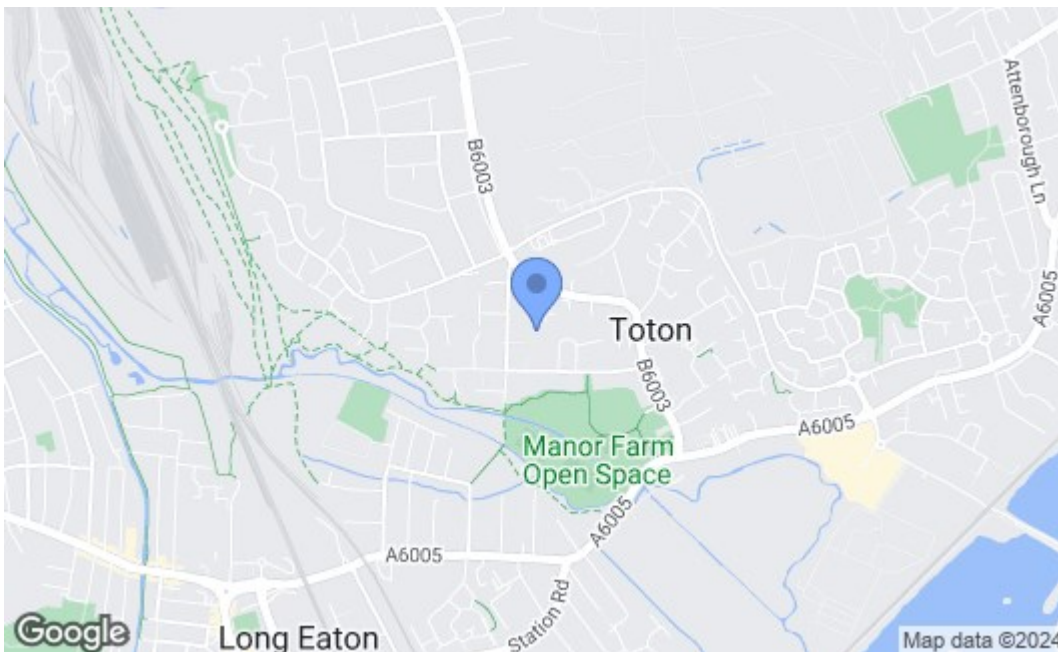 B6003
Attenborough Ln
A6005
Toton
B6003
A6005
Manor Farm
Open Space
A6005
A6005
Station Rd
Long Eaton
Google
Map data ©2024